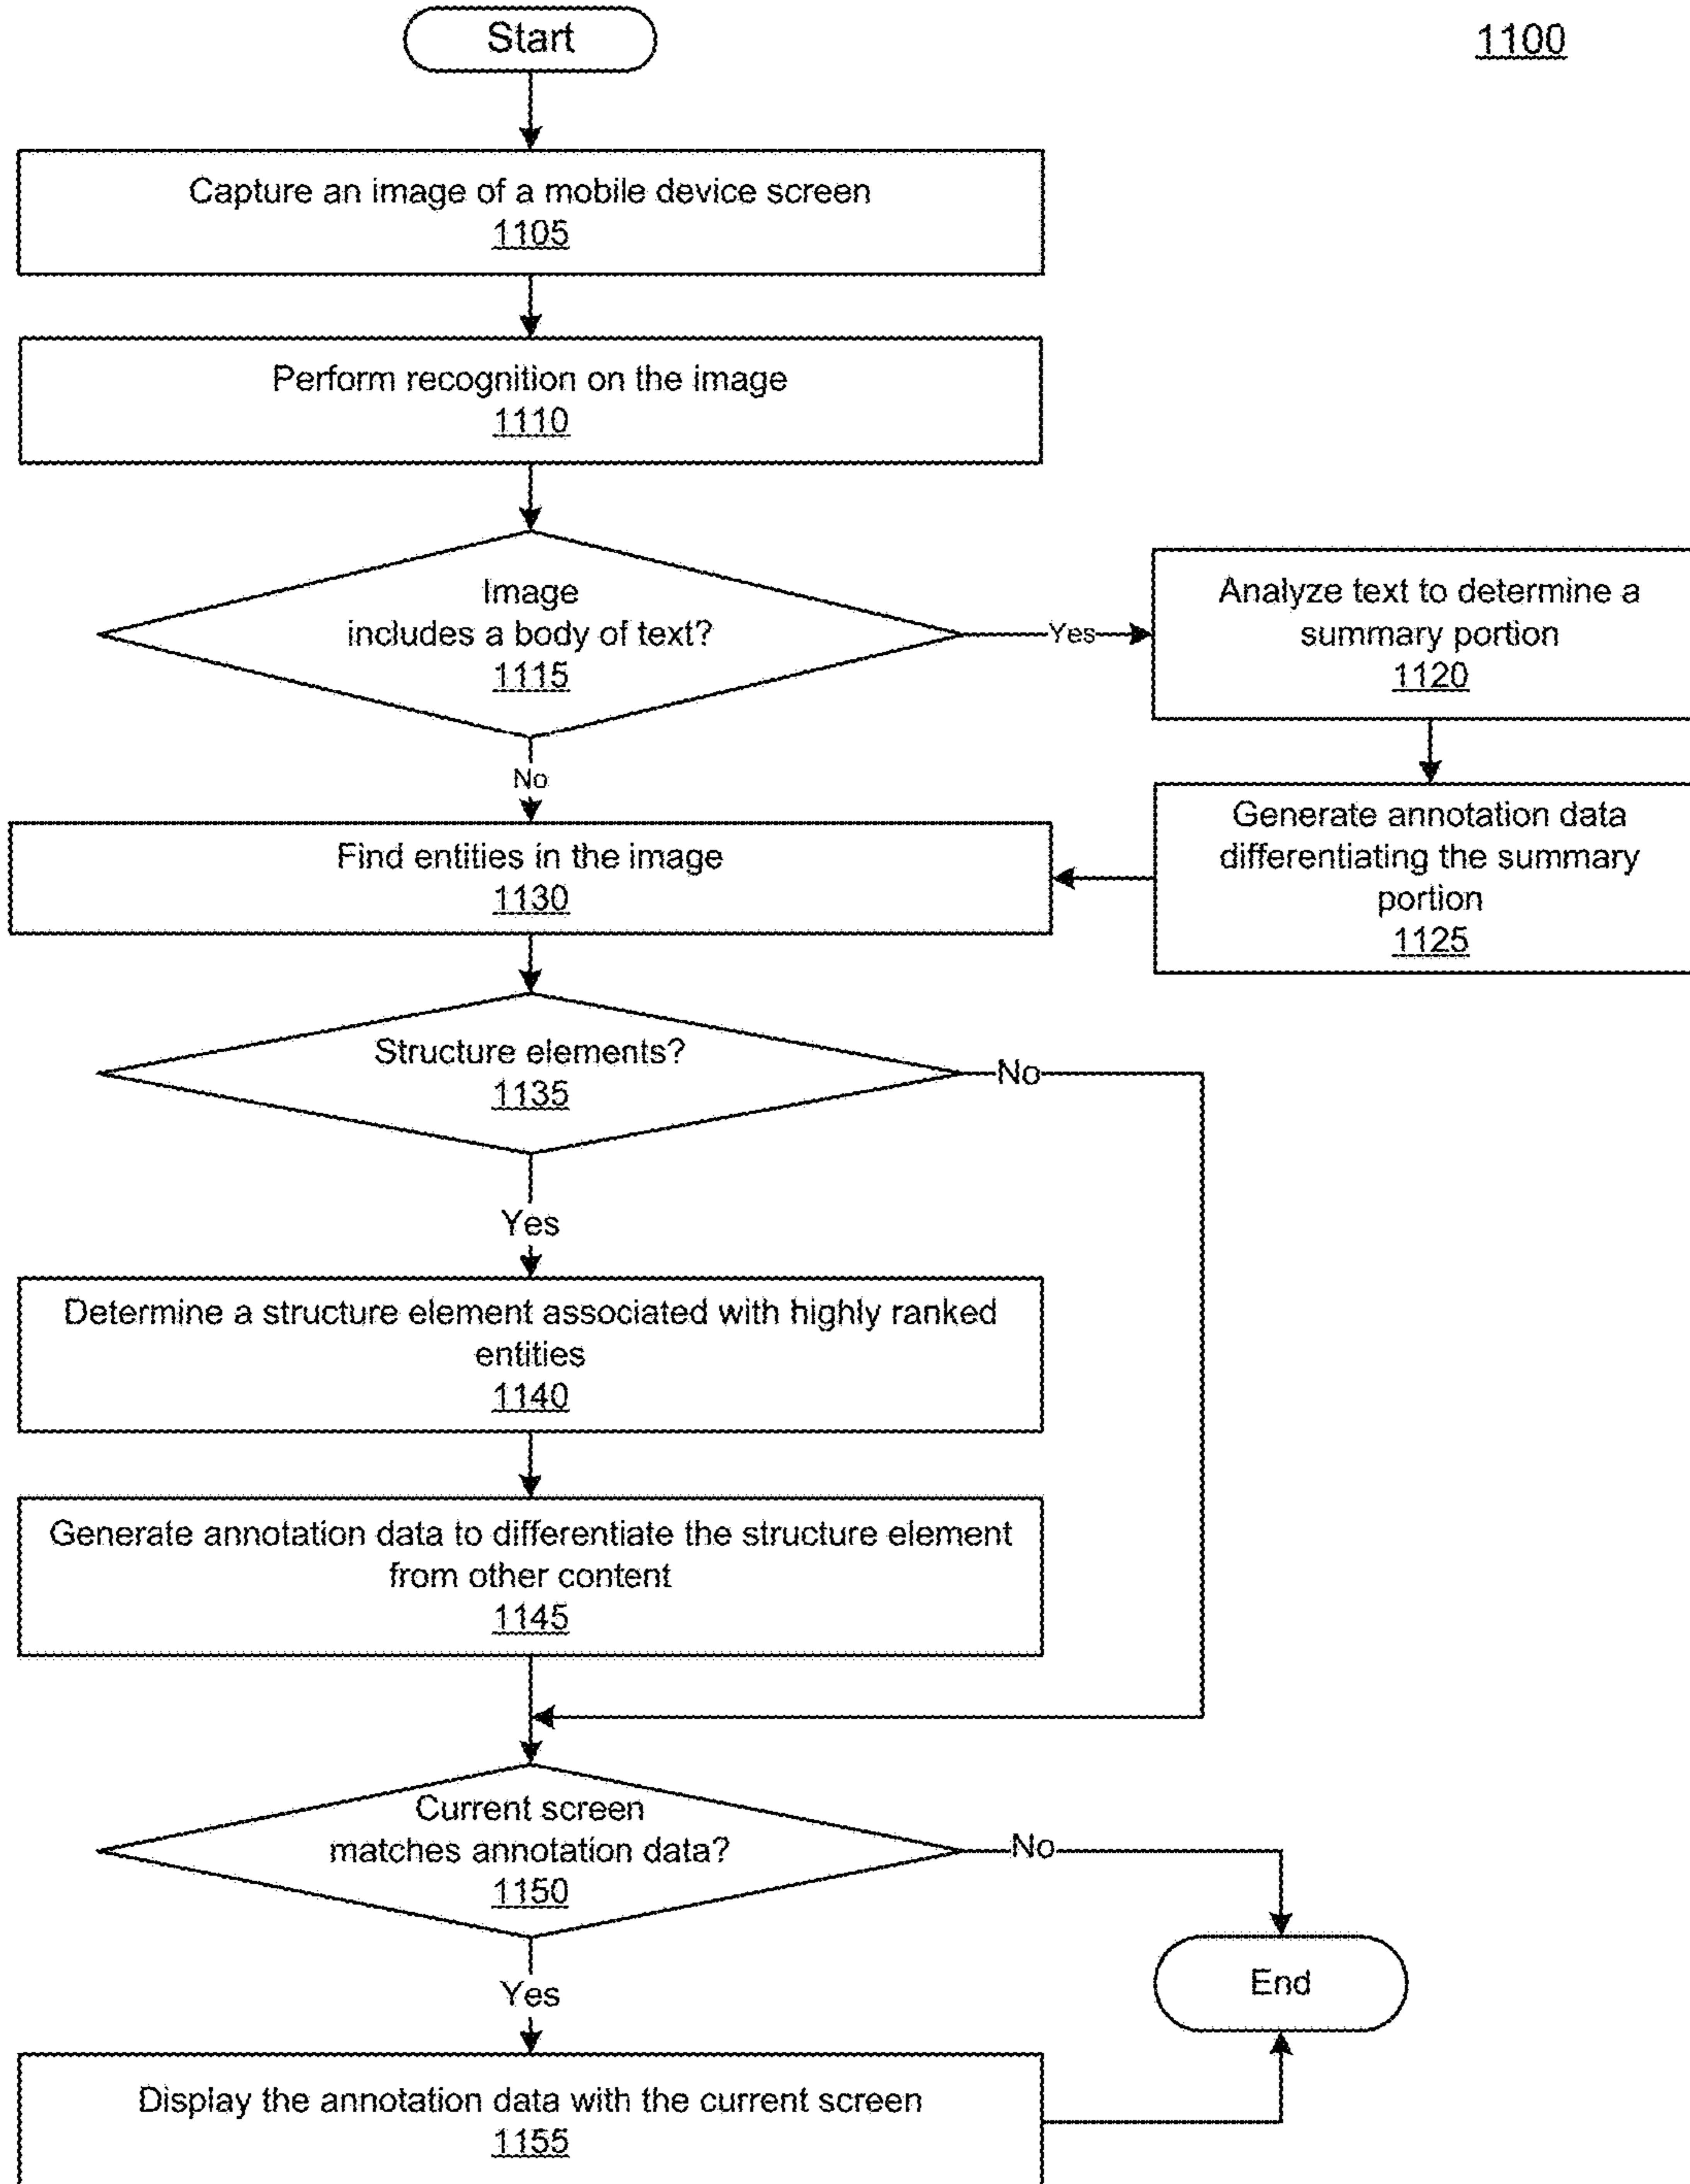 Start
1100
Capture an image of a mobile device screen
1105
Perform recognition on the image
1110
Image
includes a body of text?
1115
Yes
Analyze text to determine a
summary portion
1120
No
Generate annotation data
differentiating the summary
portion
1125
Find entities in the image
1130
Structure elements?
1135
No
Yes
Determine a structure element associated with highly ranked
entities
1140
Generate annotation data to differentiate the structure element
from other content
1145
Current screen
matches annotation data?
1150
No
End
Yes
Display the annotation data with the current screen
1155